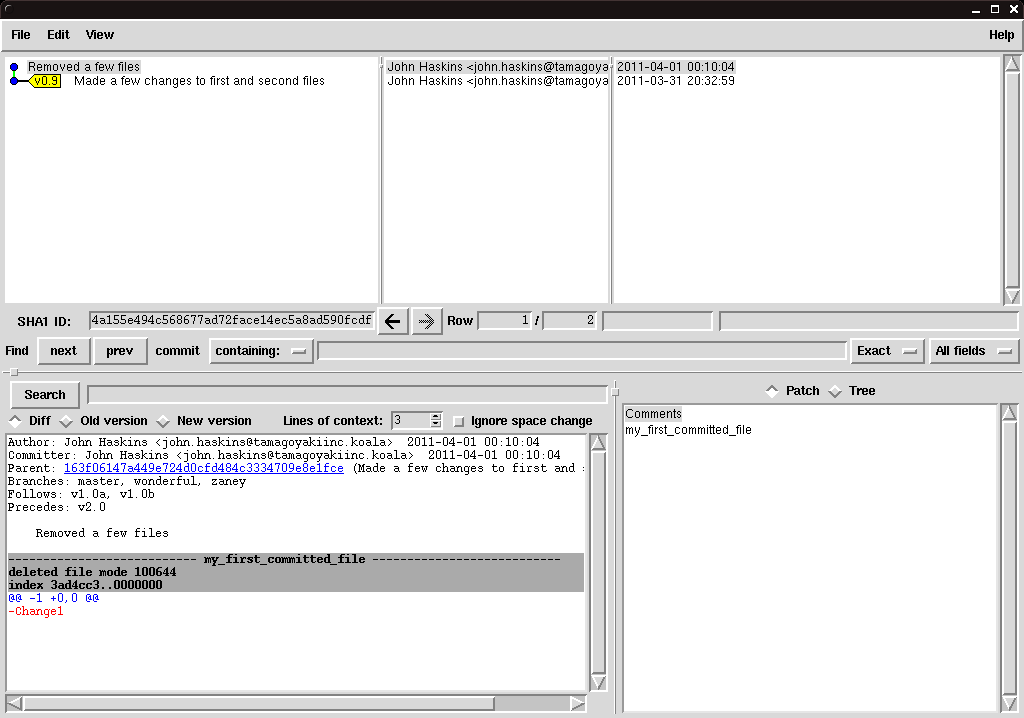 File Edit View Help
Removed a few files John Haskins <john.haskins@tamagoya 2011-04-01 00:10:04
v0.9 Made a few changes to first and second files John Haskins <john.haskins@tamagoya 2011-03-31 20:32:59
SHA1 ID: 4a155e494c568677ad72face14ec5a8ad590fcdf Row 1 / 2
Find next prev commit containing: Exact All fields
Search Patch Tree
Diff Old version New version Lines of context: 3 Ignore space change
Comments
my_first_committed_file
Author: John Haskins <john.haskins@tamagoyakiinc.koala> 2011-04-01 00:10:04
Committer: John Haskins <john.haskins@tamagoyakiinc.koala> 2011-04-01 00:10:04
Parent: 163f06147a449e724d0cfd484c3334709e8e1fce (Made a few changes to first and
Branches: master, wonderful, zaney
Follows: v1.0a, v1.0b
Precedes: v2.0
Removed a few files
--------------------------- my_first_committed_file ---------------------------
deleted file mode 100644
index 3ad4cc3..0000000
@@ -1 +0,0 @@
-Change1